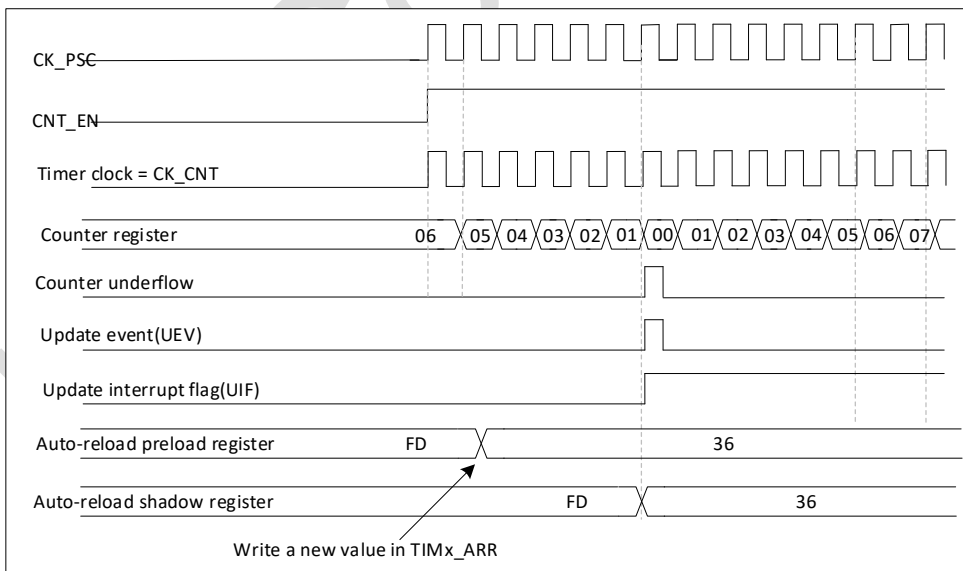 CK_PSC
CNT_EN
Timer clock = CK_CNT
Counter register 06 05 04 03 02 01 00 01 02 03 04 05 06 07
Counter underflow
Update event(UEV)
Update interrupt flag(UIF)
Auto-reload preload register FD 36
Auto-reload shadow register FD 36
Write a new value in TIMx_ARR